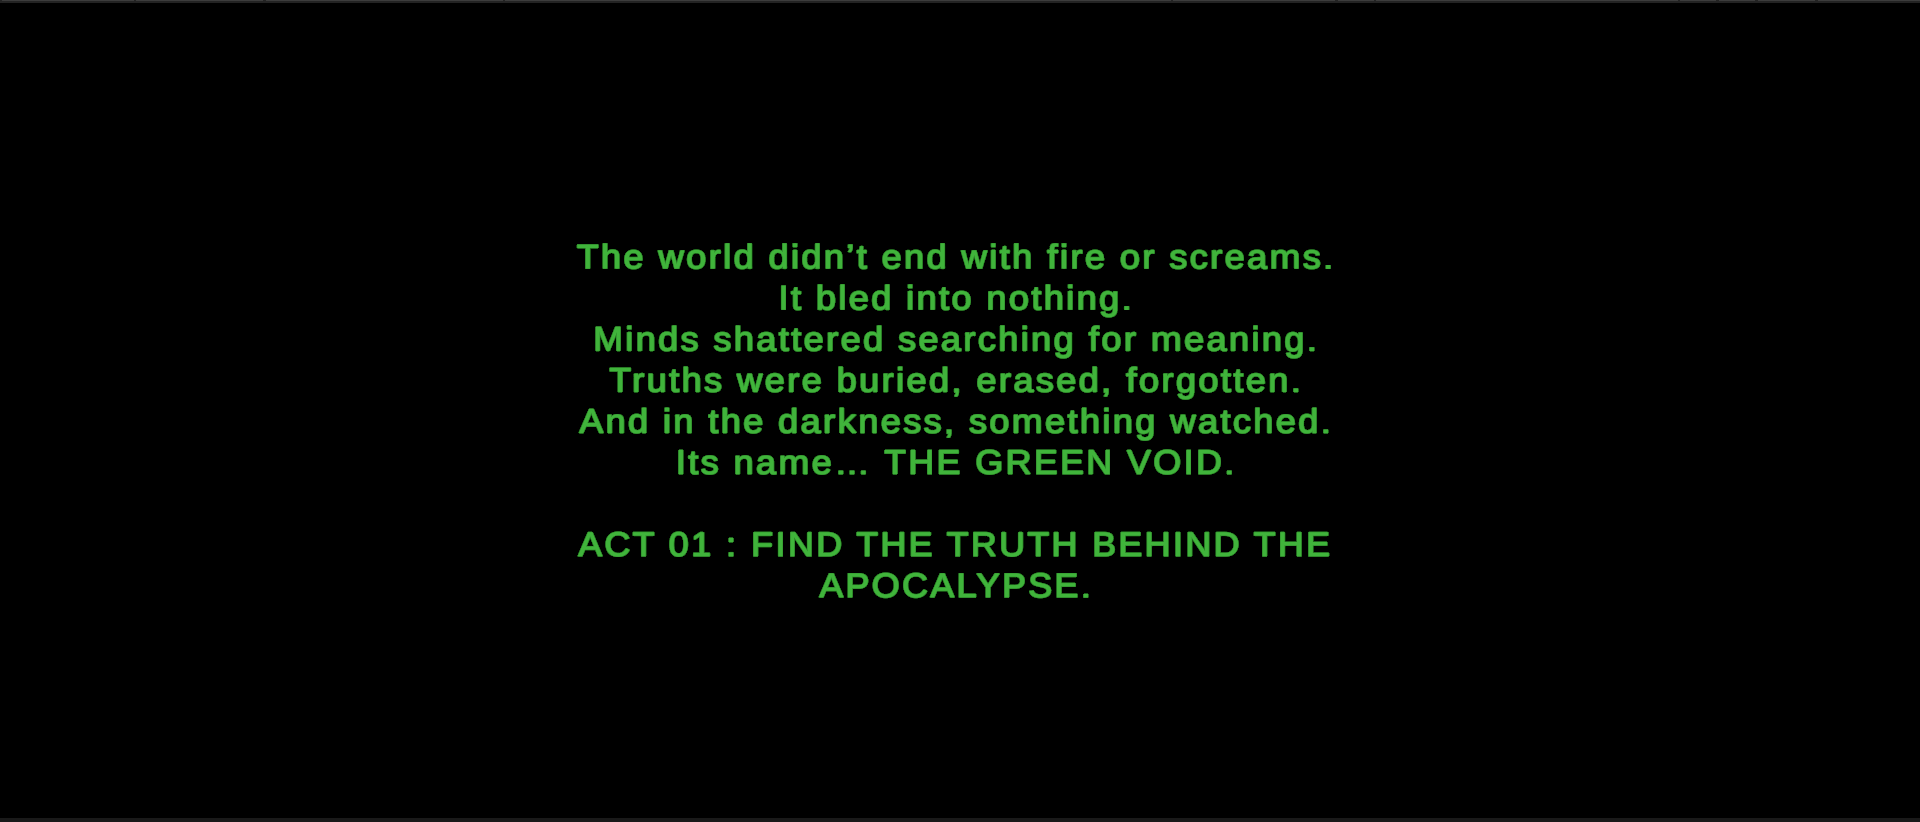 The world didn’t end with fire or screams.
It bled into nothing.
Minds shattered searching for meaning.
Truths were buried, erased, forgotten.
And in the darkness, something watched.
Its name... THE GREEN VOID.
ACT 01 : FIND THE TRUTH BEHIND THE
APOCALYPSE.